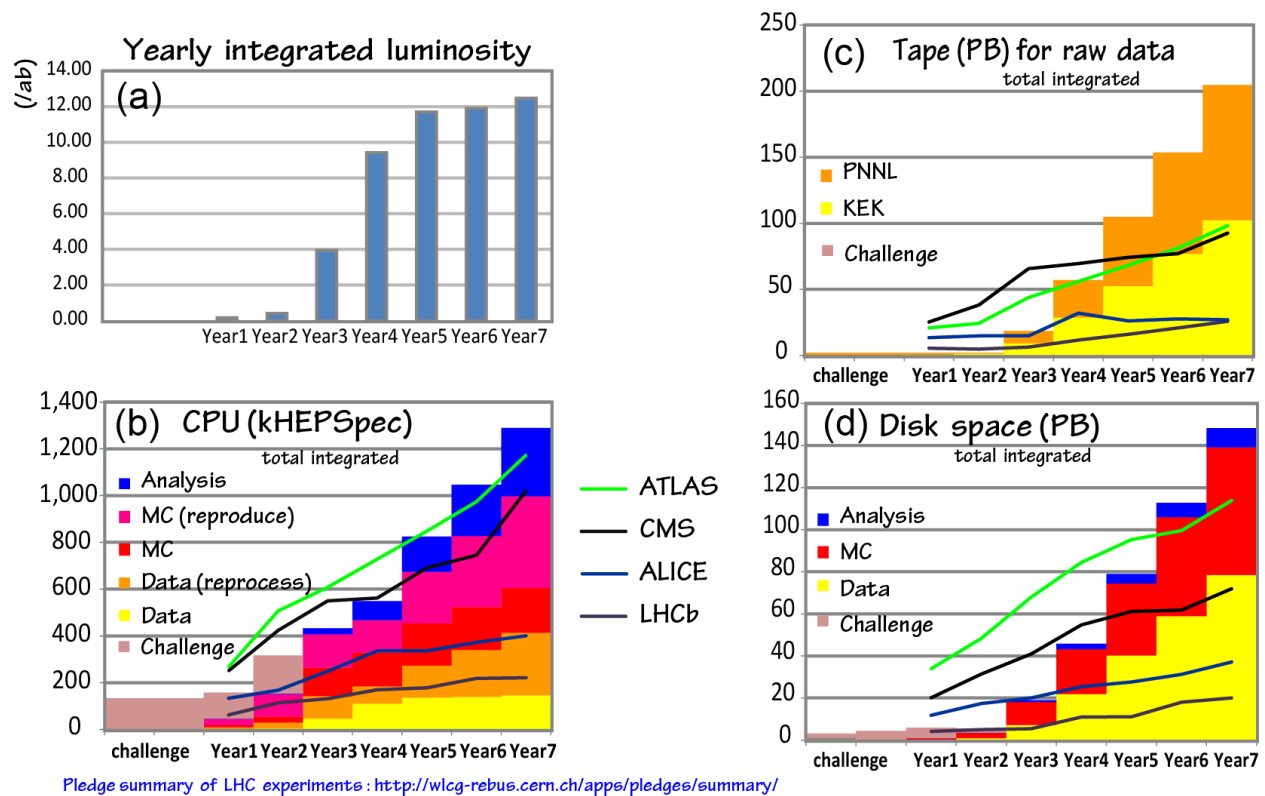 Yearly integrated luminosity
(/ab)
(a)
14.00
12.00
10.00
8.00
6.00
4.00
2.00
0.00
Year1 Year2 Year3 Year4 Year5 Year6 Year7
(c) Tape (PB) for raw data
total integrated
250
200
150
100
50
0
PNNL
KEK
Challenge
challenge Year1 Year2 Year3 Year4 Year5 Year6 Year7
(b) CPU (kHEPSpec)
total integrated
1,400
1,200
1,000
800
600
400
200
0
Analysis
MC (reproduce)
MC
Data (reprocess)
Data
Challenge
challenge Year1 Year2 Year3 Year4 Year5 Year6 Year7
ATLAS
CMS
ALICE
LHCb
(d) Disk space (PB)
total integrated
160
140
120
100
80
60
40
20
0
Analysis
MC
Data
Challenge
challenge Year1 Year2 Year3 Year4 Year5 Year6 Year7
Pledge summary of LHC experiments : http://wlcg-rebus.cern.ch/apps/pledges/summary/